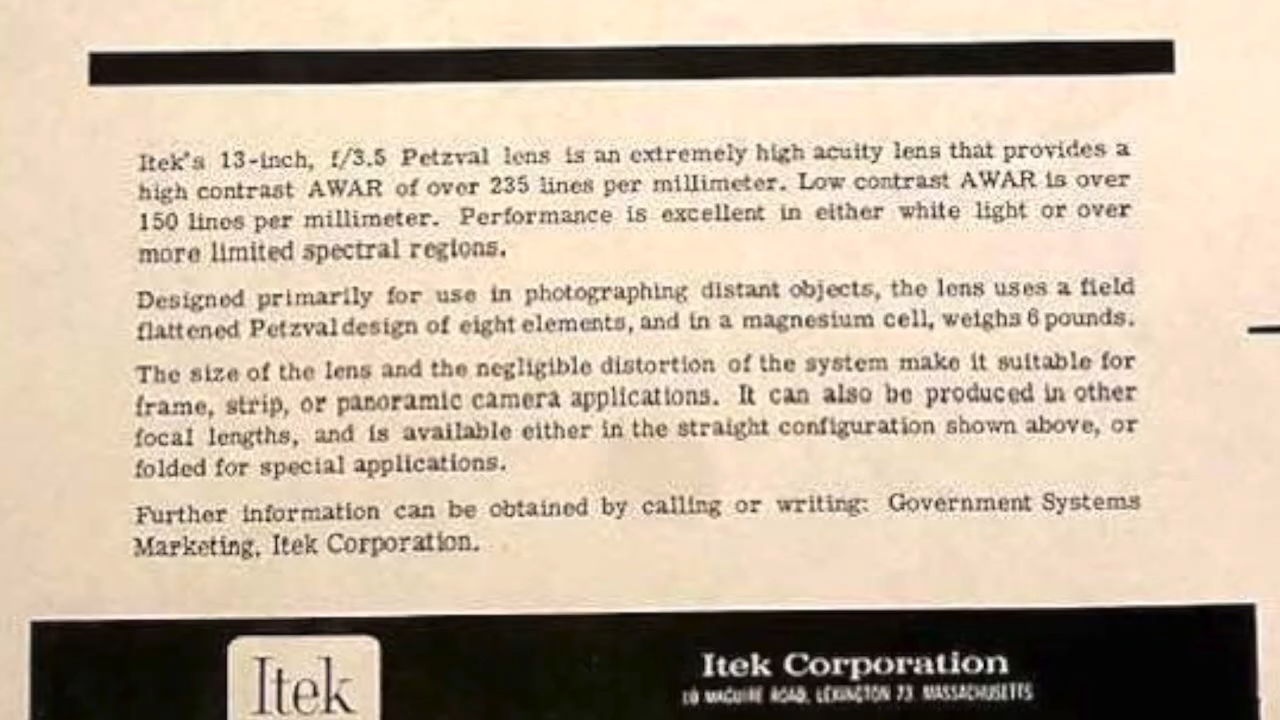 Itek's 13-inch, f/3.5 Petzval lens is an extremely high acuity lens that provides a
high contrast AWAR of over 235 lines per millimeter. Low contrast AWAR is over
150 lines per millimeter. Performance is excellent in either white light or over
more limited spectral regions.
Designed primarily for use in photographing distant objects, the lens uses a field
flattened Petzval design of eight elements, and in a magnesium cell, weighs 6 pounds.
The size of the lens and the negligible distortion of the system make it suitable for
frame, strip, or panoramic camera applications. It can also be produced in other
focal lengths, and is available either in the straight configuration shown above, or
folded for special applications.
Further information can be obtained by calling or writing: Government Systems
Marketing, Itek Corporation.
Itek
Itek Corporation
10 MAGUIRE ROAD, LEXINGTON 73, MASSACHUSETTS